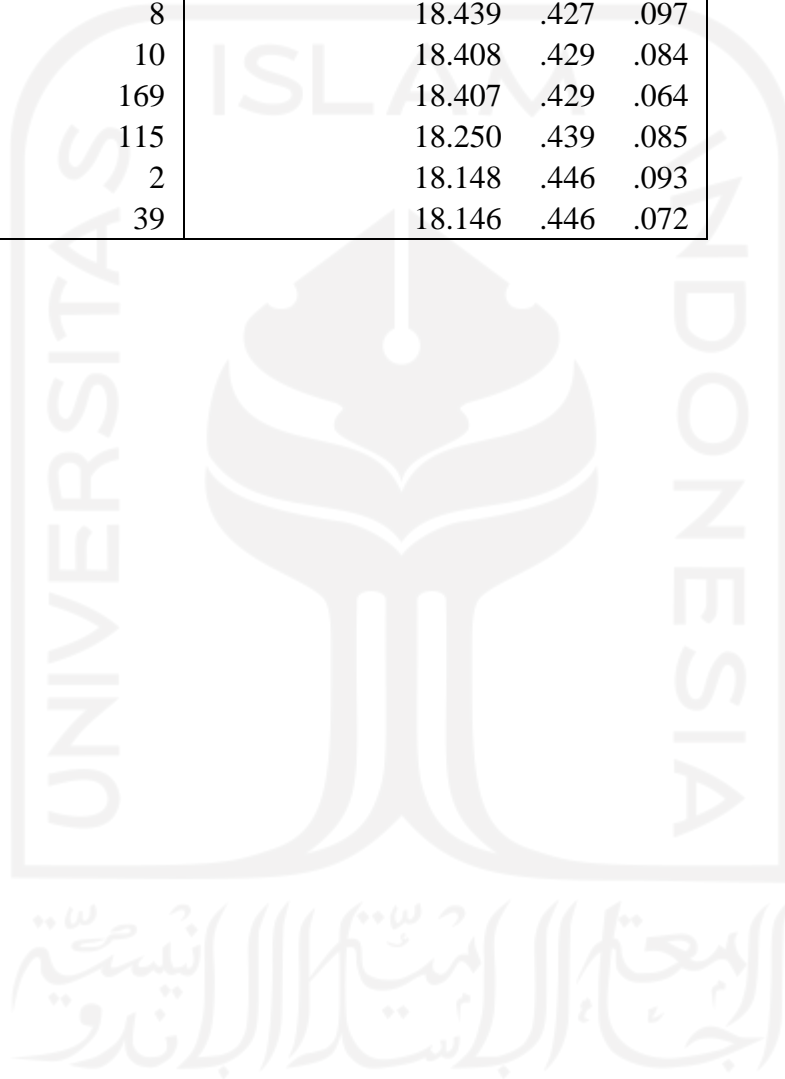 8 18.439 .427 .097
10 18.408 .429 .084
169 18.407 .429 .064
115 18.250 .439 .085
2 18.148 .446 .093
39 18.146 .446 .072
UNIVERSITAS
ISLAM
INDONESIA